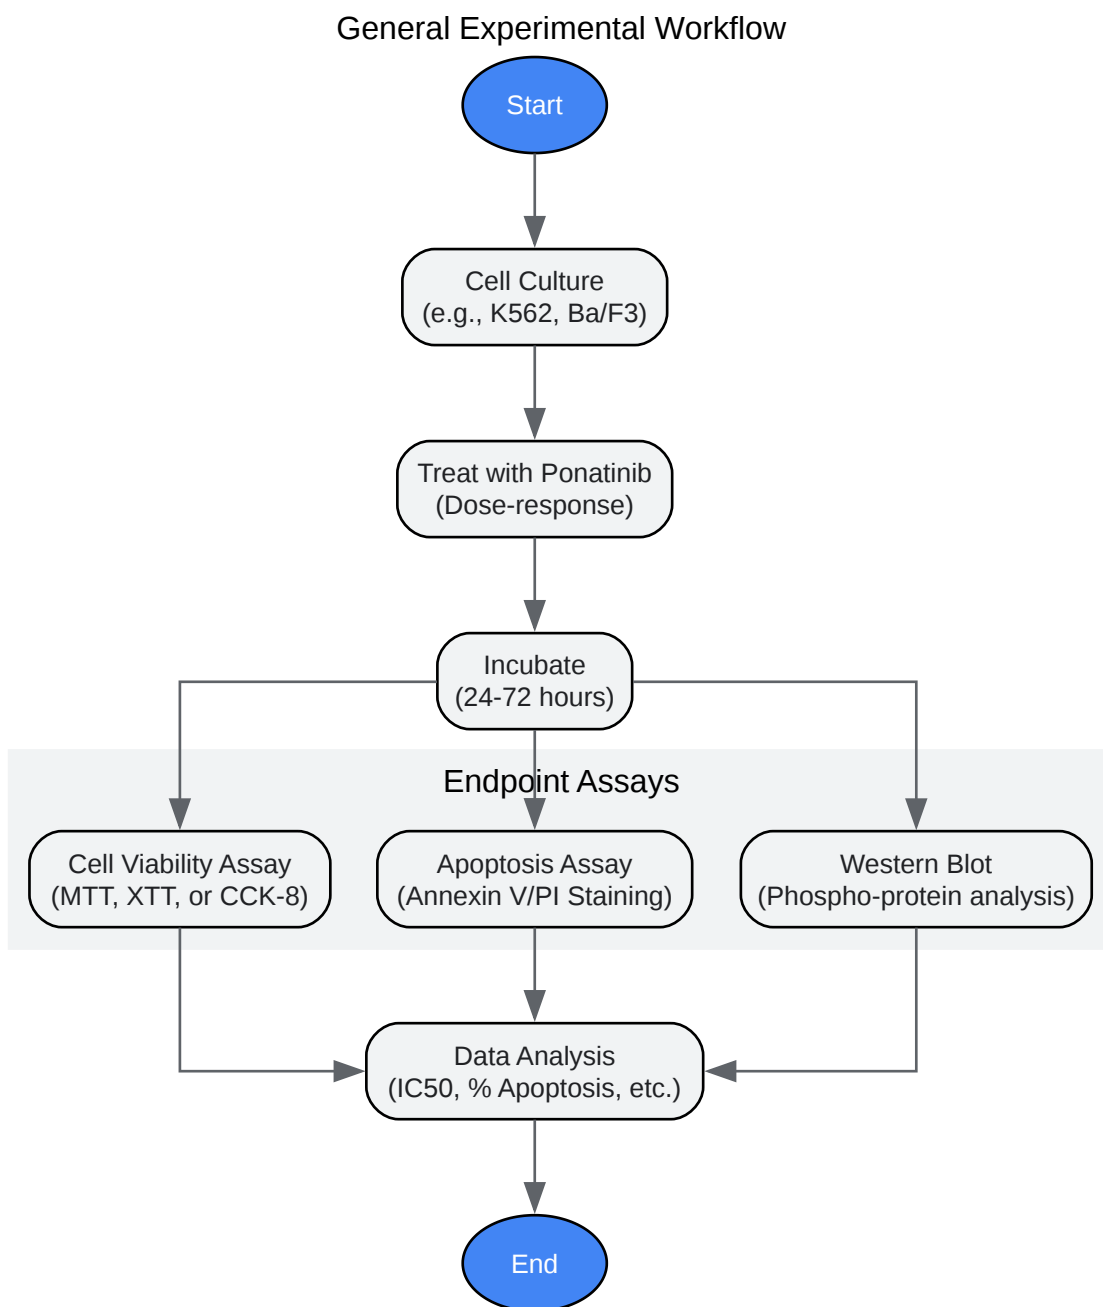 General Experimental Workflow
Start
Cell Culture
(e.g., K562, Ba/F3)
Treat with Ponatinib
(Dose-response)
Incubate
(24-72 hours)
Endpoint Assays
Cell Viability Assay
(MTT, XTT, or CCK-8)
Apoptosis Assay
(Annexin V/PI Staining)
Western Blot
(Phospho-protein analysis)
Data Analysis
(IC50, % Apoptosis, etc.)
End